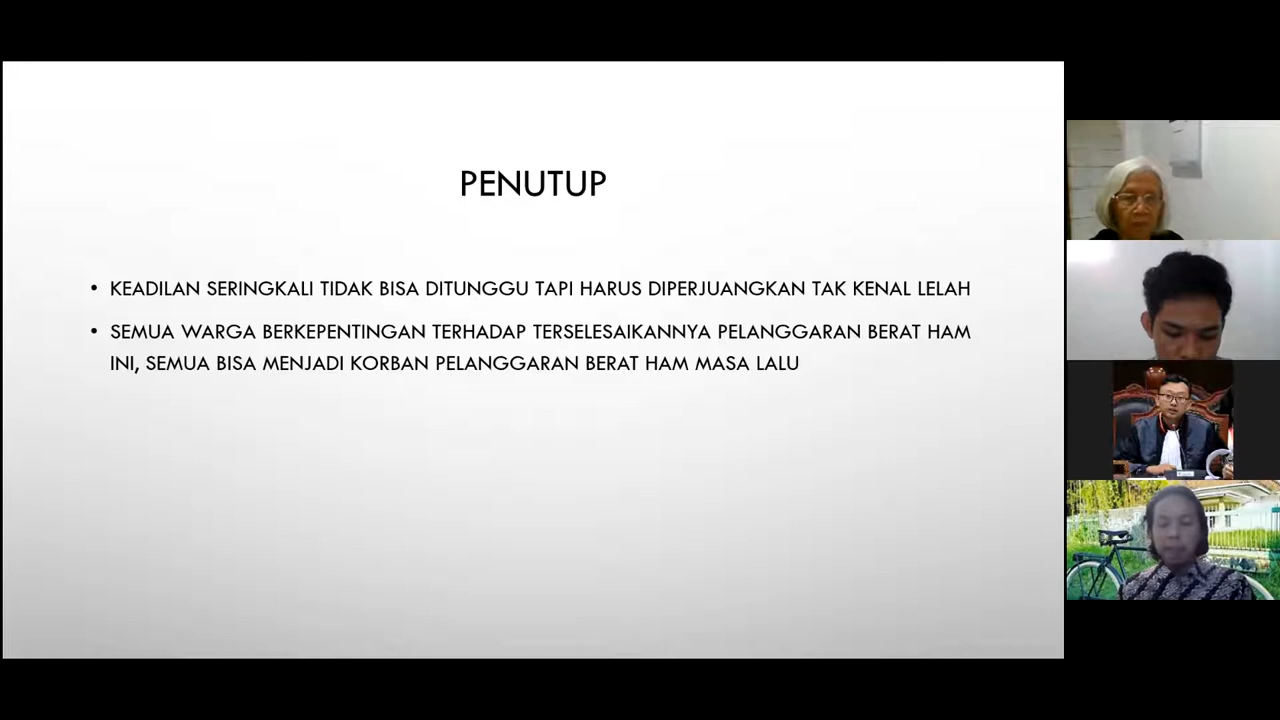 PENUTUP
• KEADILAN SERINGKALI TIDAK BISA DITUNGGU TAPI HARUS DIPERJUANGKAN TAK KENAL LELAH
• SEMUA WARGA BERKEPENTINGAN TERHADAP TERSELESAIKANNYA PELANGGARAN BERAT HAM
INI, SEMUA BISA MENJADI KORBAN PELANGGARAN BERAT HAM MASA LALU